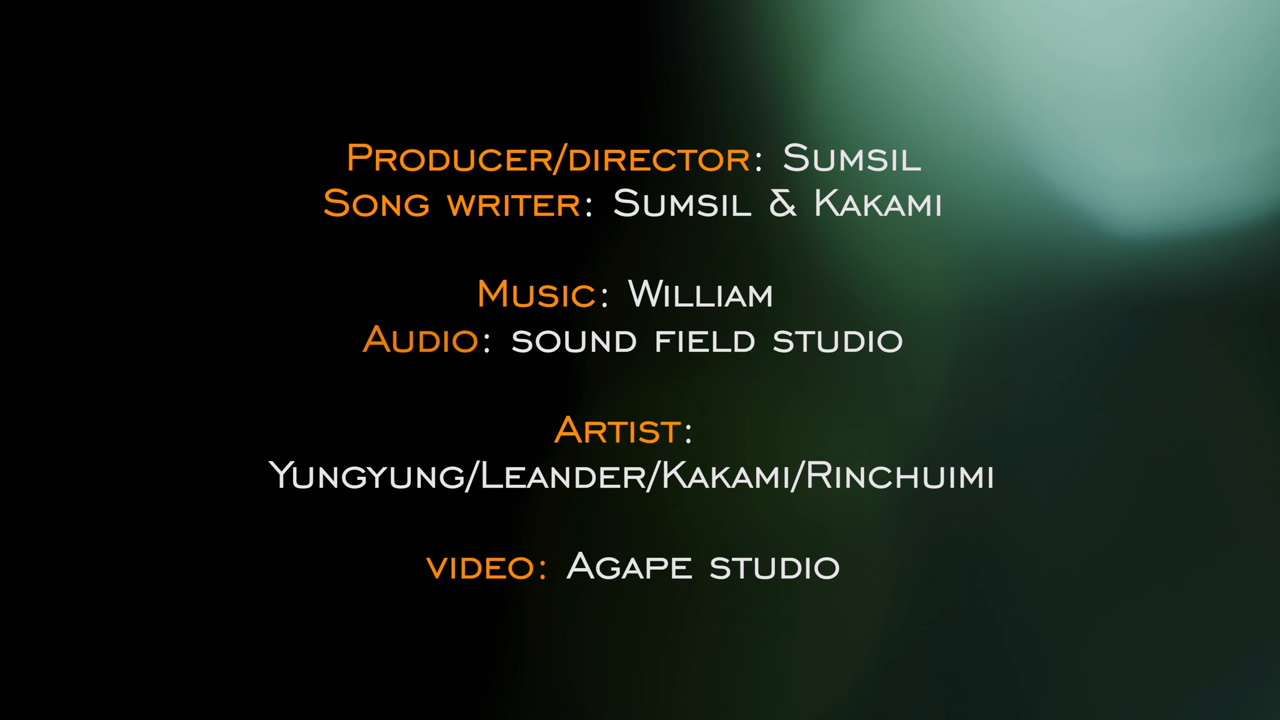 Producer/director: Sumsil
Song writer: Sumsil & Kakami
Music: William
Audio: sound field studio
Artist:
Yungyung/Leander/Kakami/Rinchuimi
video: Agape studio